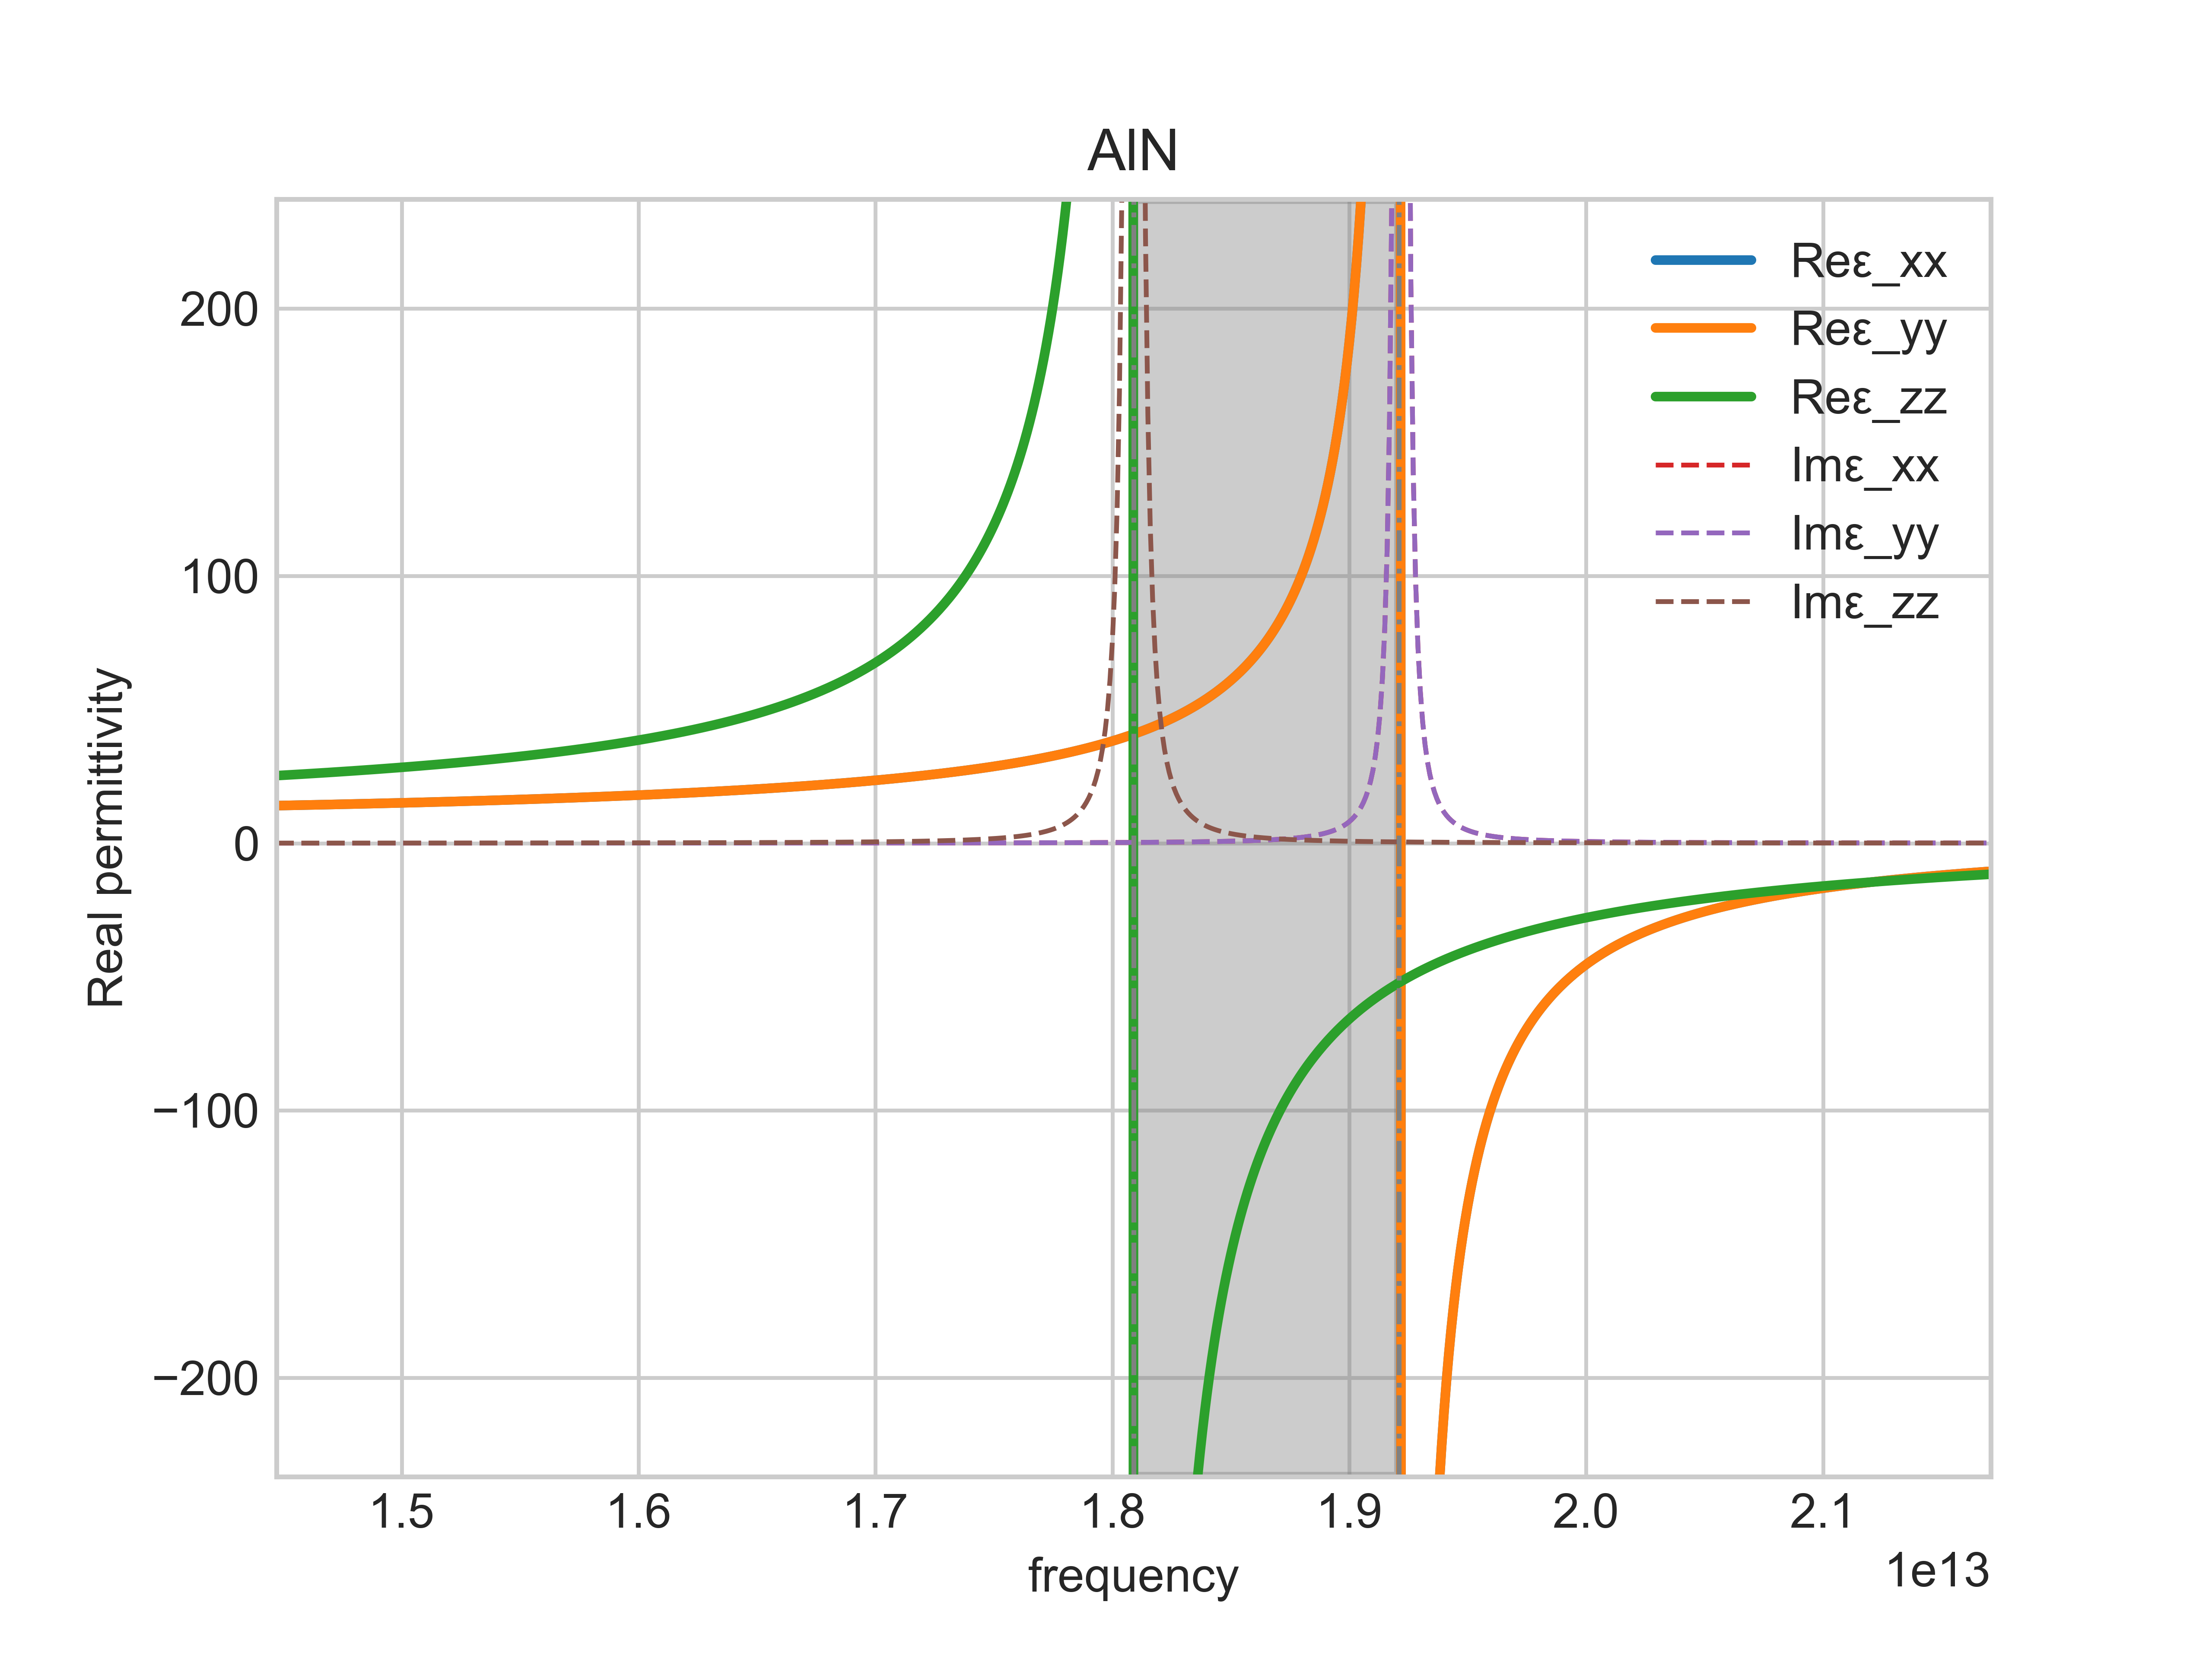 AlN
200
100
0
−100
−200
Real permittivity
Reε_xx
Reε_yy
Reε_zz
Imε_xx
Imε_yy
Imε_zz
1.5 1.6 1.7 1.8 1.9 2.0 2.1
frequency
1e13